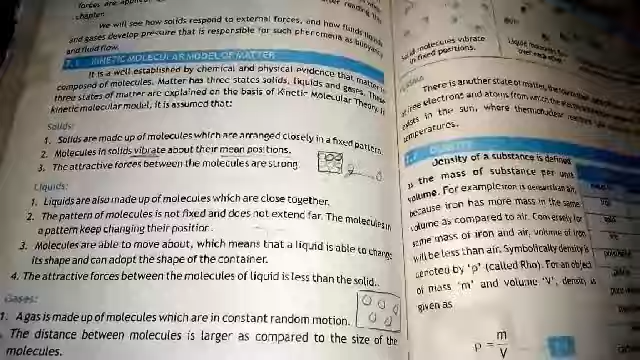 We will see how solids respond to external forces, and how fluids
and gases develop pressure that is responsible for such phenomena as buoyancy
and fluid flow.
7.1 KINETIC MOLECULAR MODEL OF MATTER
It is a well established by chemical and physical evidence that matter is
composed of molecules. Matter has three states solids, liquids and gases. These
three states of matter are explained on the basis of Kinetic Molecular Theory. In
kinetic molecular model, it is assumed that:
Solids:
1. Solids are made up of molecules which are arranged closely in a fixed pattern.
2. Molecules in solids vibrate about their mean positions.
3. The attractive forces between the molecules are strong
Liquids:
1. Liquids are also made up of molecules which are close together.
2. The pattern of molecules is not fixed and does not extend far. The molecules in
a pattern keep changing their position.
3. Molecules are able to move about, which means that a liquid is able to change
its shape and can adopt the shape of the container.
4. The attractive forces between the molecules of liquid is less than the solid.
Gases:
1. A gas is made up of molecules which are in constant random motion.
The distance between molecules is larger as compared to the size of the
molecules.
Solid molecules vibrate
in fixed positions.
Liquid molecules
over each other
There is another state of matter,
free electrons and atoms from which the
exists in the sun, where thermonuclear
temperatures.
DENSITY
Density of a substance is defined
as the mass of substance per unit
volume. For example iron is denser than air,
because iron has more mass in the same
volume as compared to air. Conversely for
same mass of iron and air, volume of iron
will be less than air. Symbolically density is
denoted by 'ρ' (called Rho). For an object
of mass 'm' and volume 'V', density is
given as
ρ = m/V